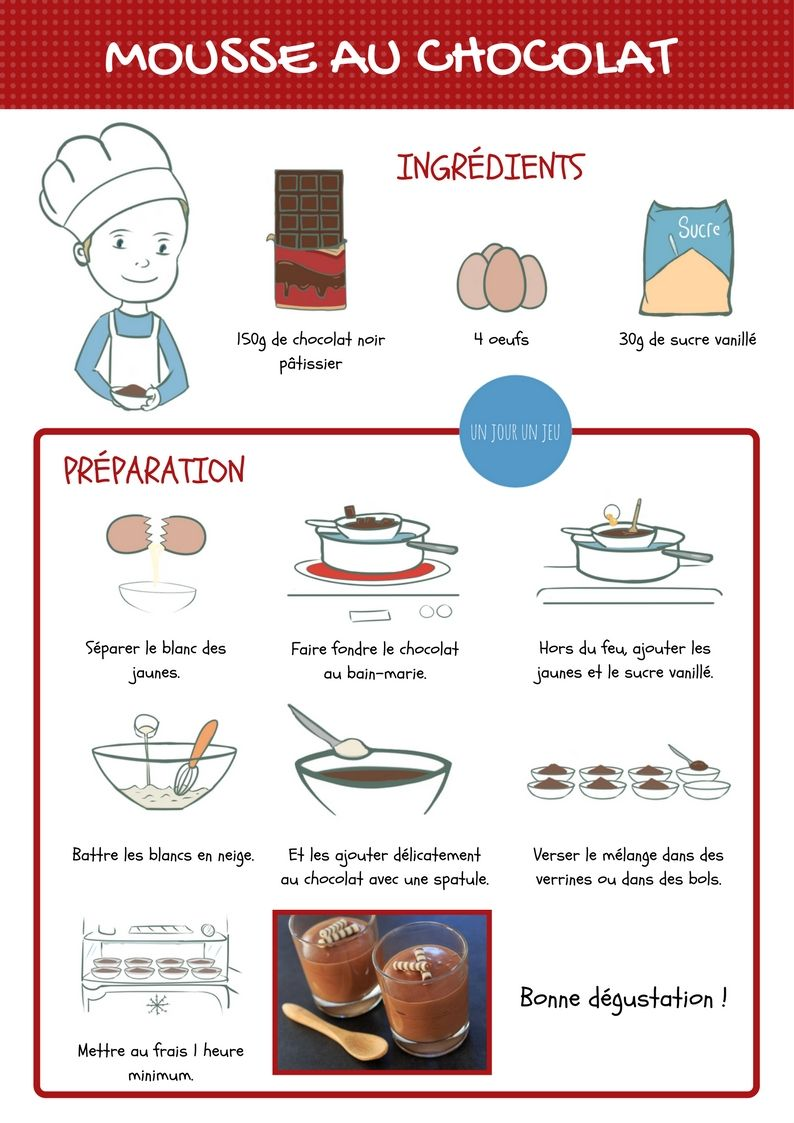 MOUSSE AU CHOCOLAT
INGRÉDIENTS
Sucre
150g de chocolat noir
pâtissier
4 oeufs
30g de sucre vanillé
UN JOUR UN JEU
PRÉPARATION
Séparer le blanc des
jaunes.
Faire fondre le chocolat
au bain-marie.
Hors du feu, ajouter les
jaunes et le sucre vanillé.
Battre les blancs en neige.
Et les ajouter délicatement
au chocolat avec une spatule.
Verser le mélange dans des
verrines ou dans des bols.
Mettre au frais 1 heure
minimum.
Bonne dégustation !